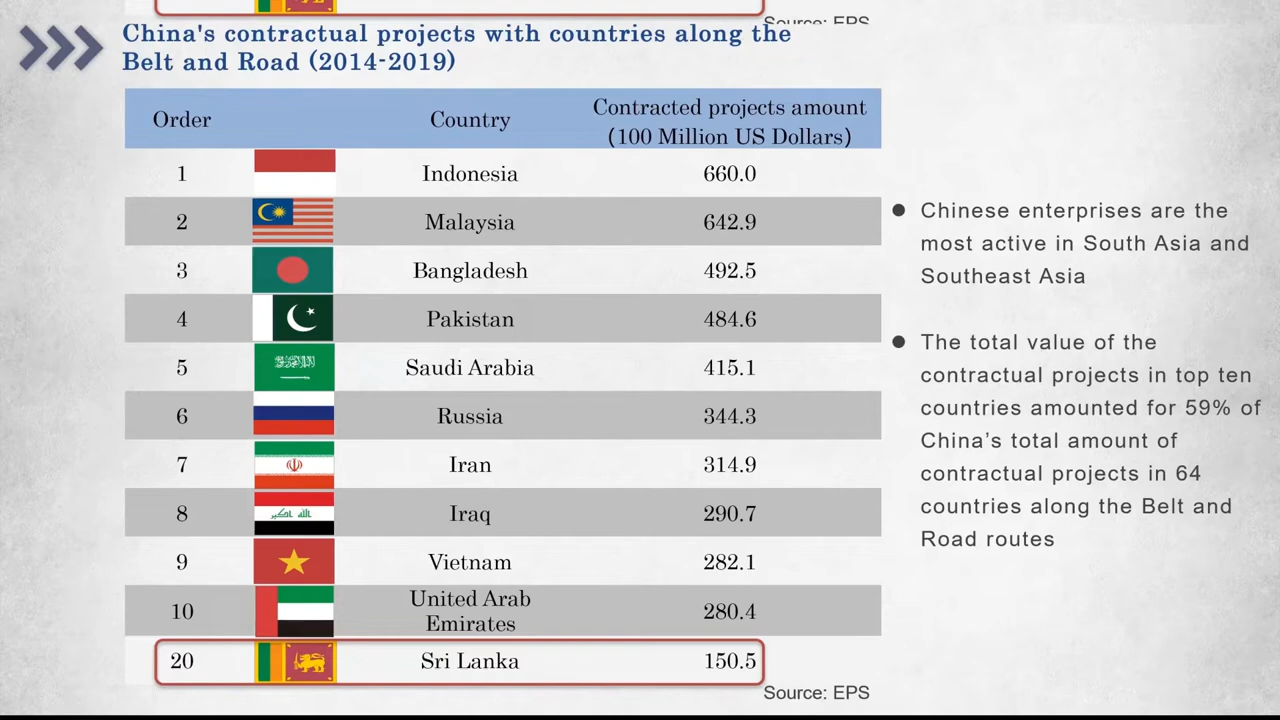 Source: EPS
China's contractual projects with countries along the
Belt and Road (2014-2019)
Order Country Contracted projects amount
(100 Million US Dollars)
1 Indonesia 660.0
2 Malaysia 642.9
3 Bangladesh 492.5
4 Pakistan 484.6
5 Saudi Arabia 415.1
6 Russia 344.3
7 Iran 314.9
8 Iraq 290.7
9 Vietnam 282.1
10 United Arab
Emirates 280.4
20 Sri Lanka 150.5
Source: EPS
● Chinese enterprises are the
most active in South Asia and
Southeast Asia
● The total value of the
contractual projects in top ten
countries amounted for 59% of
China’s total amount of
contractual projects in 64
countries along the Belt and
Road routes